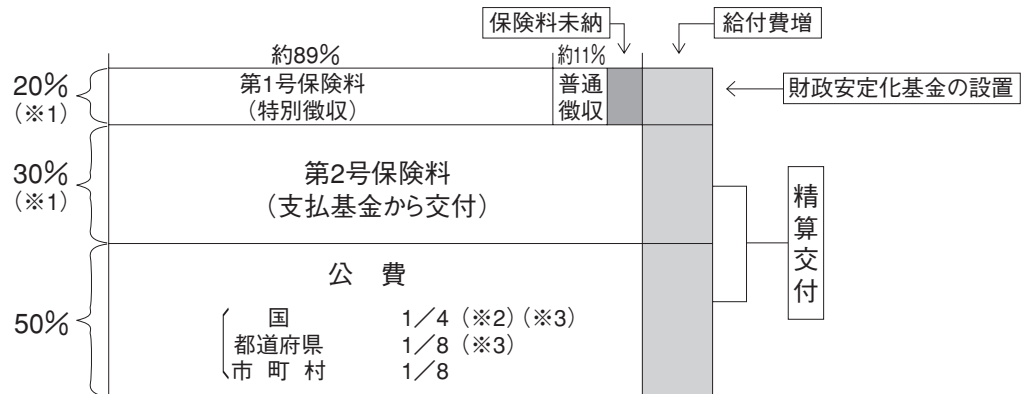 保険料未納
給付費増
約89%
約11%
20%
(※1)
第1号保険料
(特別徴収)
普通
徴収
財政安定化基金の設置
30%
(※1)
第2号保険料
(支払基金から交付)
精算交付
50%
公 費
国 1/4 (※2)(※3)
都道府県 1/8 (※3)
市 町 村 1/8